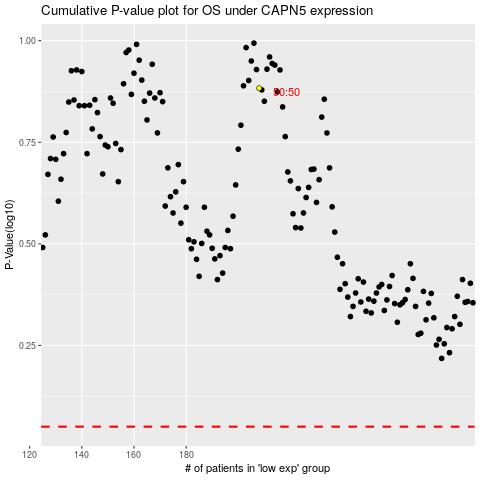 Cumulative P-value plot for OS under CAPN5 expression
P-Value(log10)
1.00
0.75
0.50
0.25
50:50
120 140 160 180
# of patients in 'low exp' group